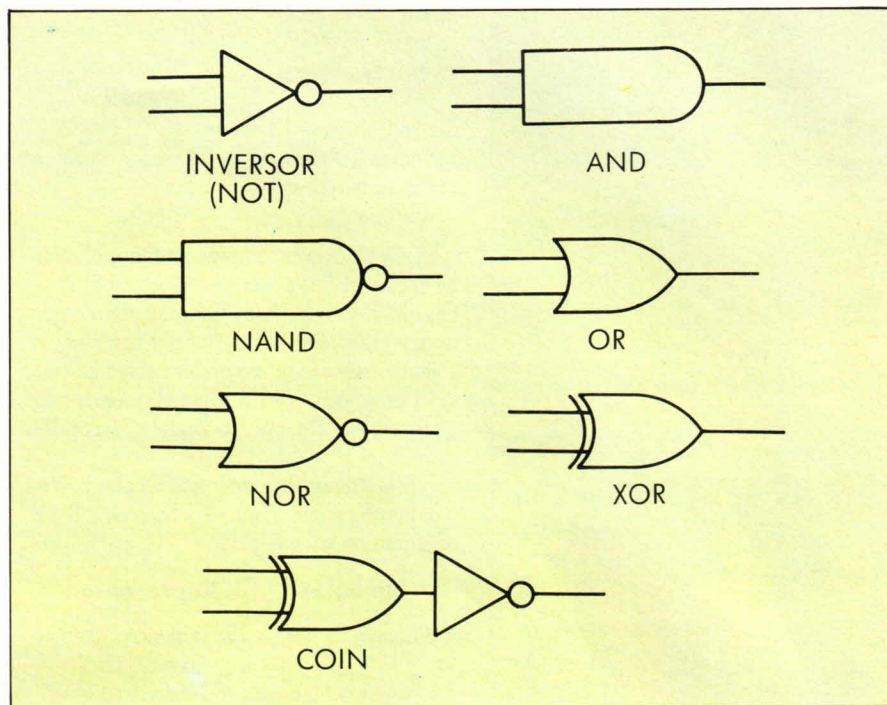 INVERSOR
(NOT)
AND
NAND
OR
NOR
XOR
COIN